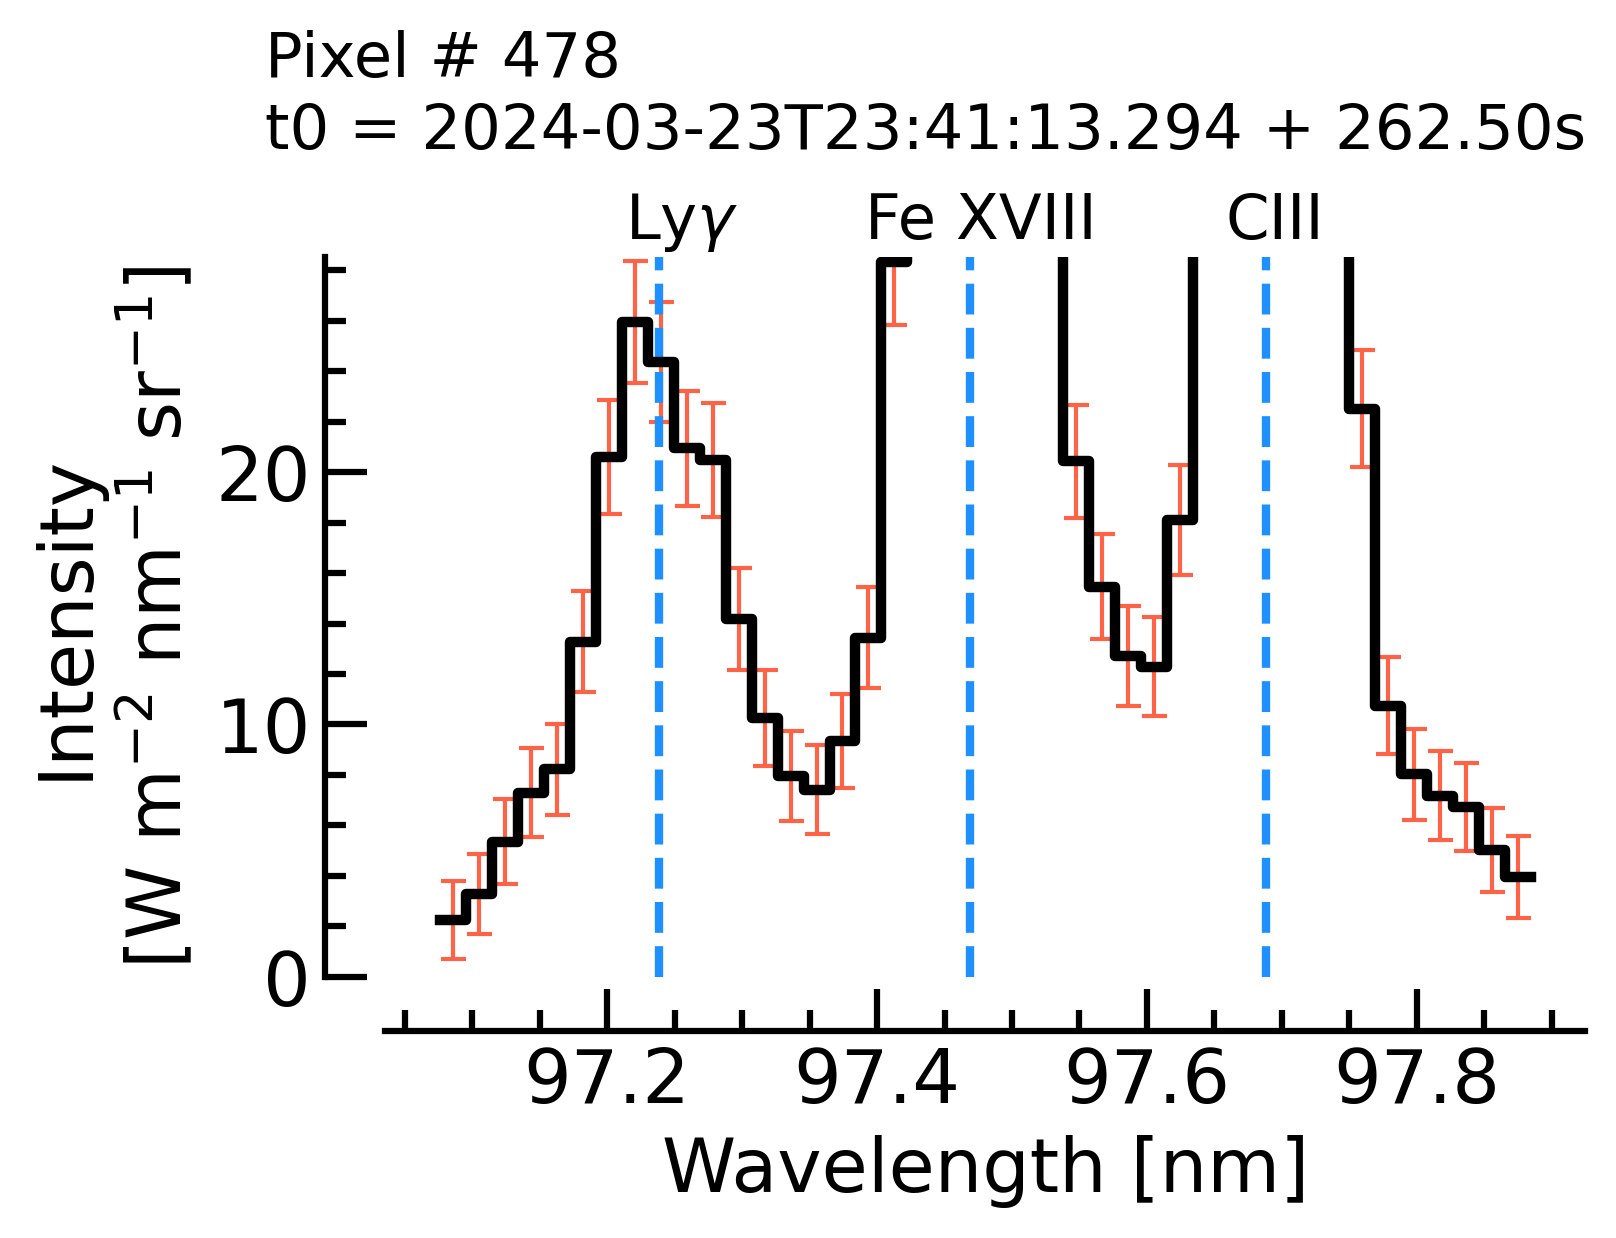 Pixel # 478
t0 = 2024-03-23T23:41:13.294 + 262.50s
Lyγ Fe XVIII CIII
Intensity
[W m⁻² nm⁻¹ sr⁻¹]
20
10
0
97.2 97.4 97.6 97.8
Wavelength [nm]